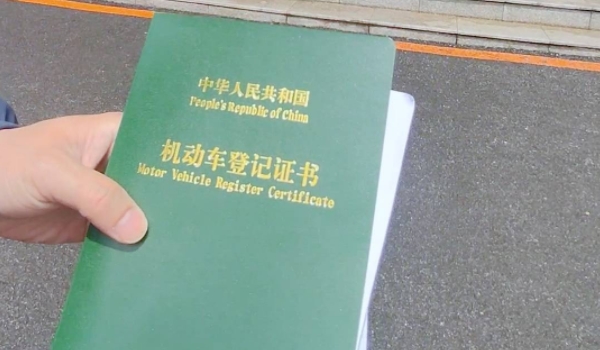 中华人民共和国
People's Republic of China
机动车登记证书
Motor Vehicle Register Certificate